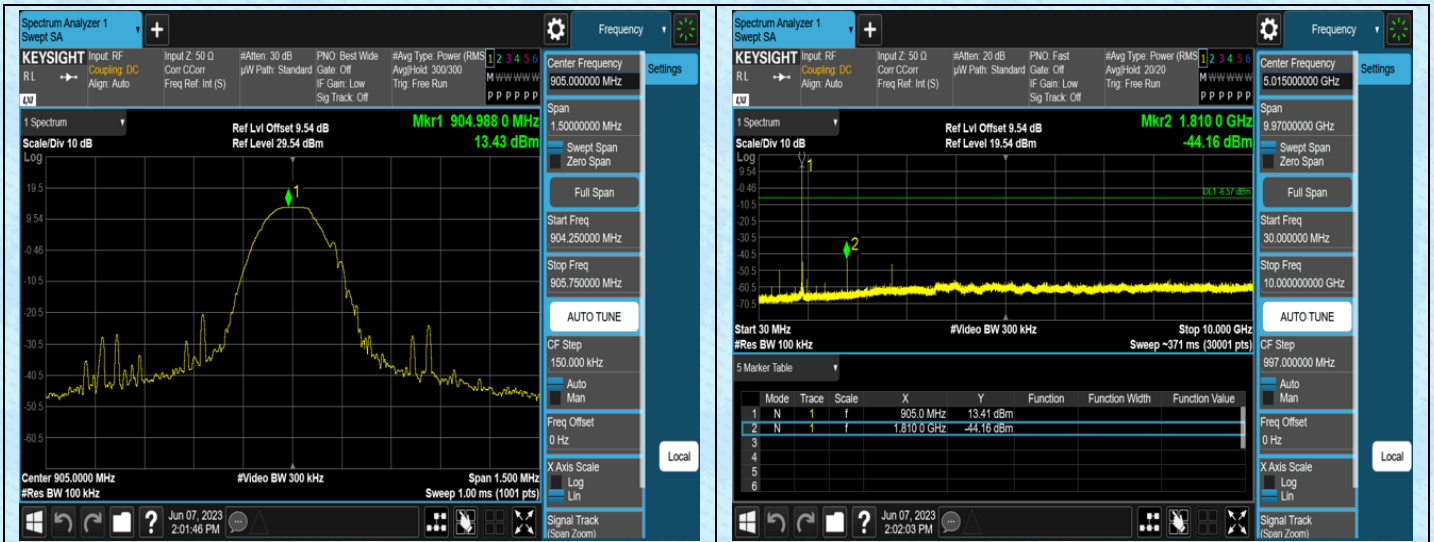 Spectrum Analyzer 1
Swept SA
+
Frequency
KEYSIGHT
R L
LXI
Input: RF
Coupling: DC
Align: Auto
Input Z: 50 Ω
Corr CCorr
Freq Ref: Int (S)
#Atten: 30 dB
µW Path: Standard
PNO: Best Wide
Gate: Off
IF Gain: Low
Sig Track: Off
#Avg Type: Power (RMS
Avg|Hold: 300/300
Trig: Free Run
1 2 3 4 5 6
M W W W W W
P P P P P P
Center Frequency
905.000000 MHz
Settings
1 Spectrum
Scale/Div 10 dB
Log
Ref Lvl Offset 9.54 dB
Ref Level 29.54 dBm
Mkr1 904.988 0 MHz
13.43 dBm
1
19.5
9.54
-0.46
-10.5
-20.5
-30.5
-40.5
-50.5
-60.5
Center 905.0000 MHz
#Res BW 100 kHz
#Video BW 300 kHz
Span 1.500 MHz
Sweep 1.00 ms (1001 pts)
Span
1.50000000 MHz
Swept Span
Zero Span
Full Span
Start Freq
904.250000 MHz
Stop Freq
905.750000 MHz
AUTO TUNE
CF Step
150.000 kHz
Auto
Man
Freq Offset
0 Hz
X Axis Scale
Log
Lin
Signal Track
(Span Zoom)
Local
?
Jun 07, 2023
2:01:46 PM
Spectrum Analyzer 1
Swept SA
+
Frequency
KEYSIGHT
R L
LXI
Input: RF
Coupling: DC
Align: Auto
Input Z: 50 Ω
Corr CCorr
Freq Ref: Int (S)
#Atten: 20 dB
µW Path: Standard
PNO: Fast
Gate: Off
IF Gain: Low
Sig Track: Off
#Avg Type: Power (RMS
Avg|Hold: 20/20
Trig: Free Run
1 2 3 4 5 6
M W W W W W
P P P P P P
Center Frequency
5.015000000 GHz
Settings
1 Spectrum
Scale/Div 10 dB
Log
Ref Lvl Offset 9.54 dB
Ref Level 19.54 dBm
Mkr2 1.810 0 GHz
-44.16 dBm
1
2
DL1 -6.57 dBm
9.54
-0.46
-10.5
-20.5
-30.5
-40.5
-50.5
-60.5
-70.5
Start 30 MHz
#Res BW 100 kHz
#Video BW 300 kHz
Stop 10.000 GHz
Sweep ~371 ms (30001 pts)
5 Marker Table
Mode Trace Scale X Y Function Function Width Function Value
1 N 1 f 905.0 MHz 13.41 dBm
2 N 1 f 1.810 0 GHz -44.16 dBm
3
4
5
6
Span
9.97000000 GHz
Swept Span
Zero Span
Full Span
Start Freq
30.000000 MHz
Stop Freq
10.000000000 GHz
AUTO TUNE
CF Step
997.000000 MHz
Auto
Man
Freq Offset
0 Hz
X Axis Scale
Log
Lin
Signal Track
(Span Zoom)
Local
?
Jun 07, 2023
2:02:03 PM